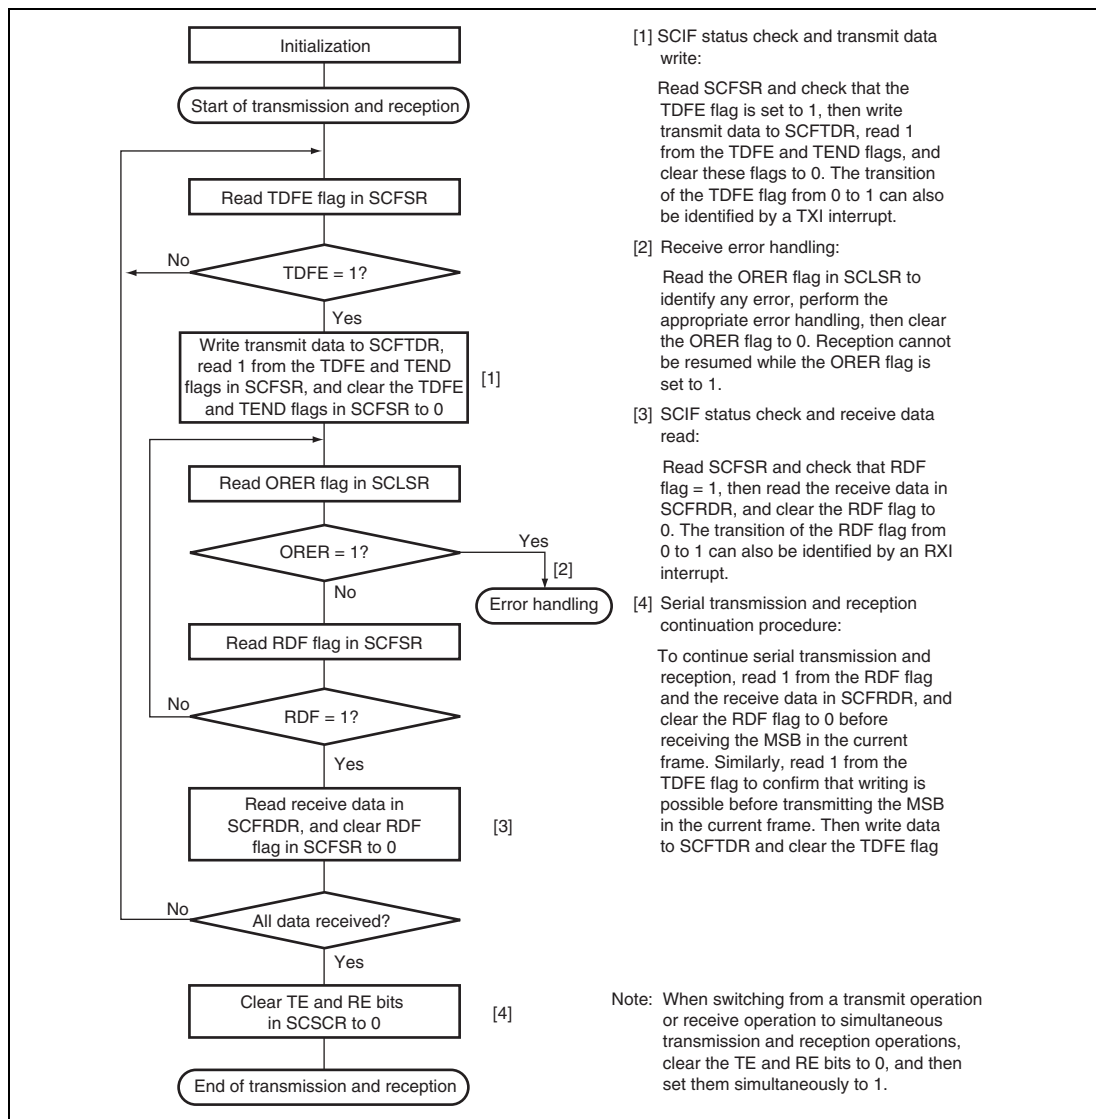 Initialization
Start of transmission and reception
Read TDFE flag in SCFSR
No
TDFE = 1?
Yes
Write transmit data to SCFTDR,
read 1 from the TDFE and TEND
flags in SCFSR, and clear the TDFE
and TEND flags in SCFSR to 0
[1]
Read ORER flag in SCLSR
ORER = 1?
Yes
[2]
Error handling
No
Read RDF flag in SCFSR
No
RDF = 1?
Yes
Read receive data in
SCFRDR, and clear RDF
flag in SCFSR to 0
[3]
No
All data received?
Yes
Clear TE and RE bits
in SCSCR to 0
[4]
End of transmission and reception
[1] SCIF status check and transmit data
write:
Read SCFSR and check that the
TDFE flag is set to 1, then write
transmit data to SCFTDR, read 1
from the TDFE and TEND flags, and
clear these flags to 0. The transition
of the TDFE flag from 0 to 1 can also
be identified by a TXI interrupt.
[2] Receive error handling:
Read the ORER flag in SCLSR to
identify any error, perform the
appropriate error handling, then clear
the ORER flag to 0. Reception cannot
be resumed while the ORER flag is
set to 1.
[3] SCIF status check and receive data
read:
Read SCFSR and check that RDF
flag = 1, then read the receive data in
SCFRDR, and clear the RDF flag to
0. The transition of the RDF flag from
0 to 1 can also be identified by an RXI
interrupt.
[4] Serial transmission and reception
continuation procedure:
To continue serial transmission and
reception, read 1 from the RDF flag
and the receive data in SCFRDR, and
clear the RDF flag to 0 before
receiving the MSB in the current
frame. Similarly, read 1 from the
TDFE flag to confirm that writing is
possible before transmitting the MSB
in the current frame. Then write data
to SCFTDR and clear the TDFE flag
Note: When switching from a transmit operation
or receive operation to simultaneous
transmission and reception operations,
clear the TE and RE bits to 0, and then
set them simultaneously to 1.